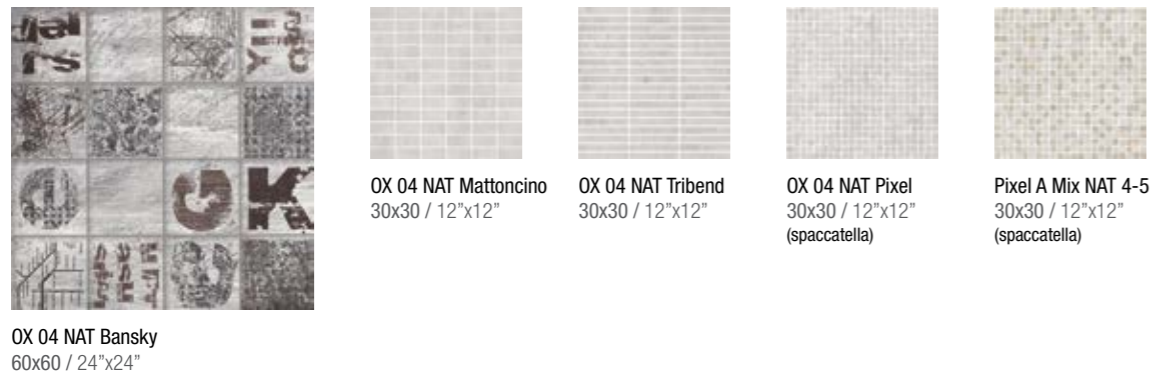 OX 04 NAT Bansky
60x60 / 24”x24”
OX 04 NAT Mattoncino
30x30 / 12”x12”
OX 04 NAT Tribend
30x30 / 12”x12”
OX 04 NAT Pixel
30x30 / 12”x12”
(spaccatella)
Pixel A Mix NAT 4-5
30x30 / 12”x12”
(spaccatella)